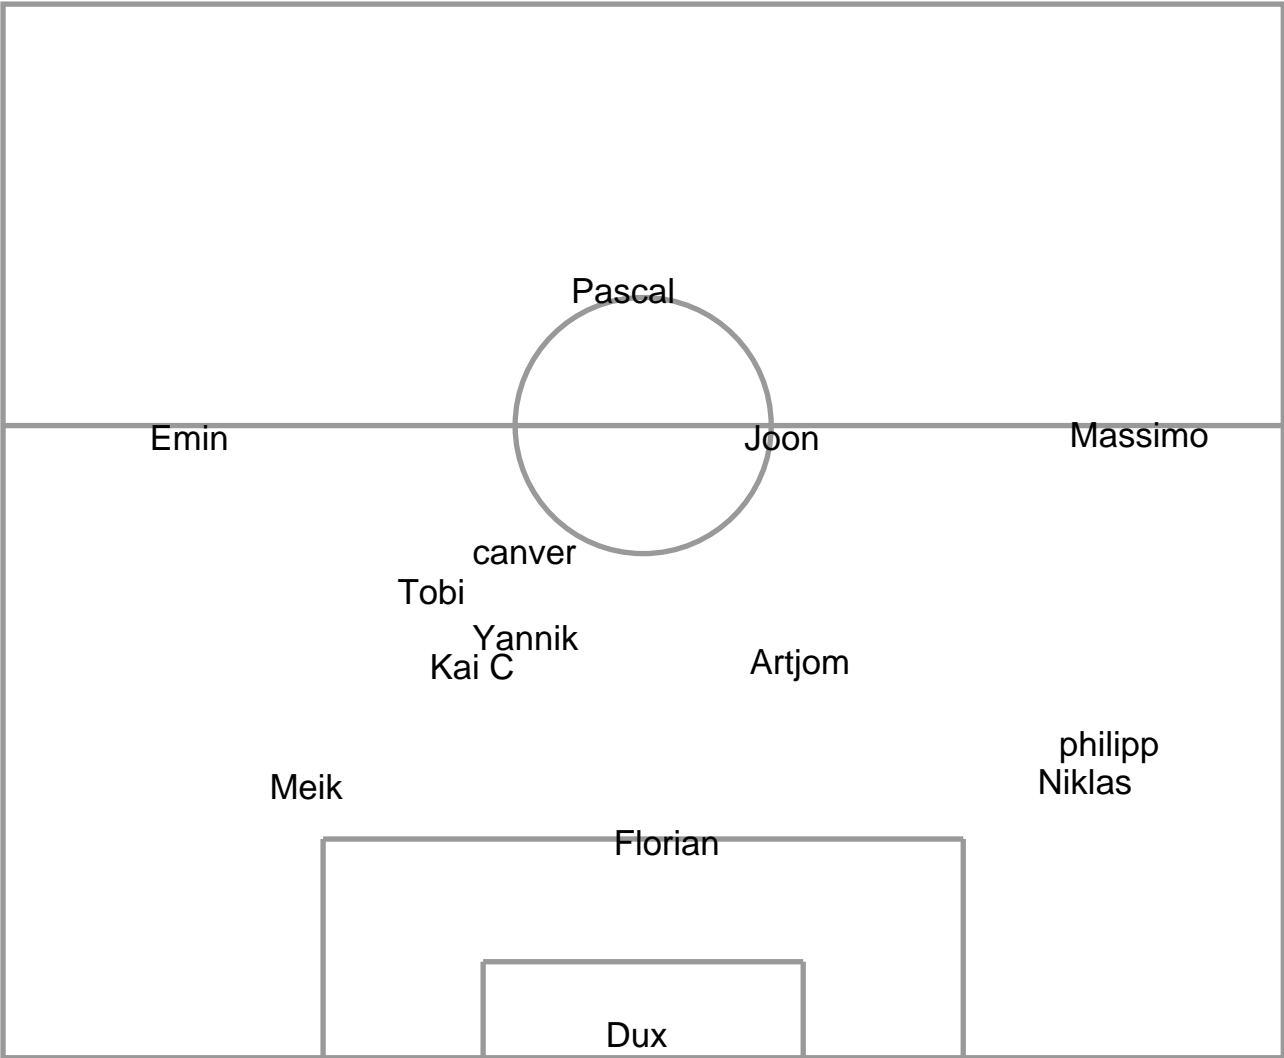 Pascal
Emin
Joon
Massimo
canver
Tobi
Yannik
Kai C
Artjom
philipp
Niklas
Meik
Florian
Dux